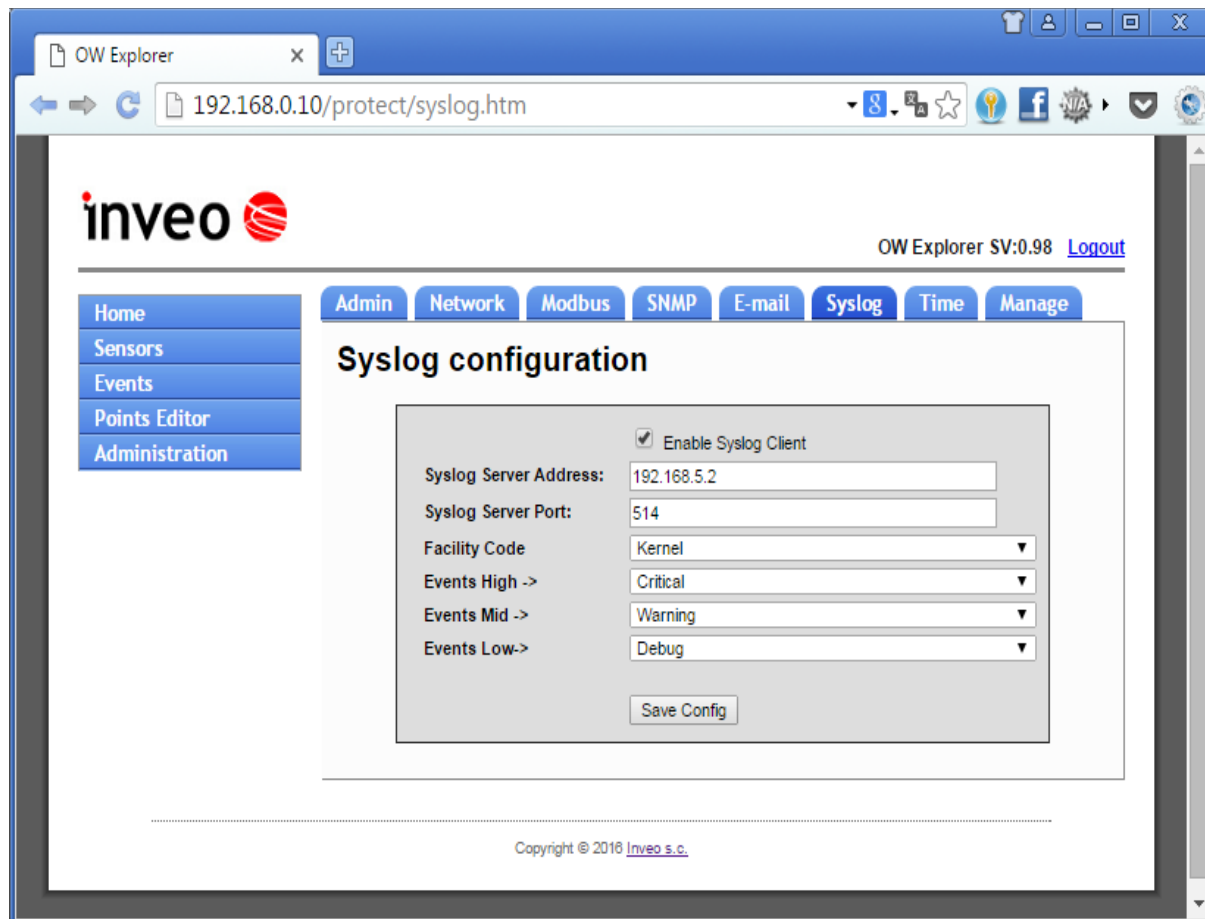 OW Explorer
192.168.0.10/protect/syslog.htm
inveo
OW Explorer SV:0.98 Logout
Home
Sensors
Events
Points Editor
Administration
Admin Network Modbus SNMP E-mail Syslog Time Manage
Syslog configuration
Enable Syslog Client
Syslog Server Address: 192.168.5.2
Syslog Server Port: 514
Facility Code Kernel
Events High -> Critical
Events Mid -> Warning
Events Low-> Debug
Save Config
Copyright © 2016 Inveo s.c.